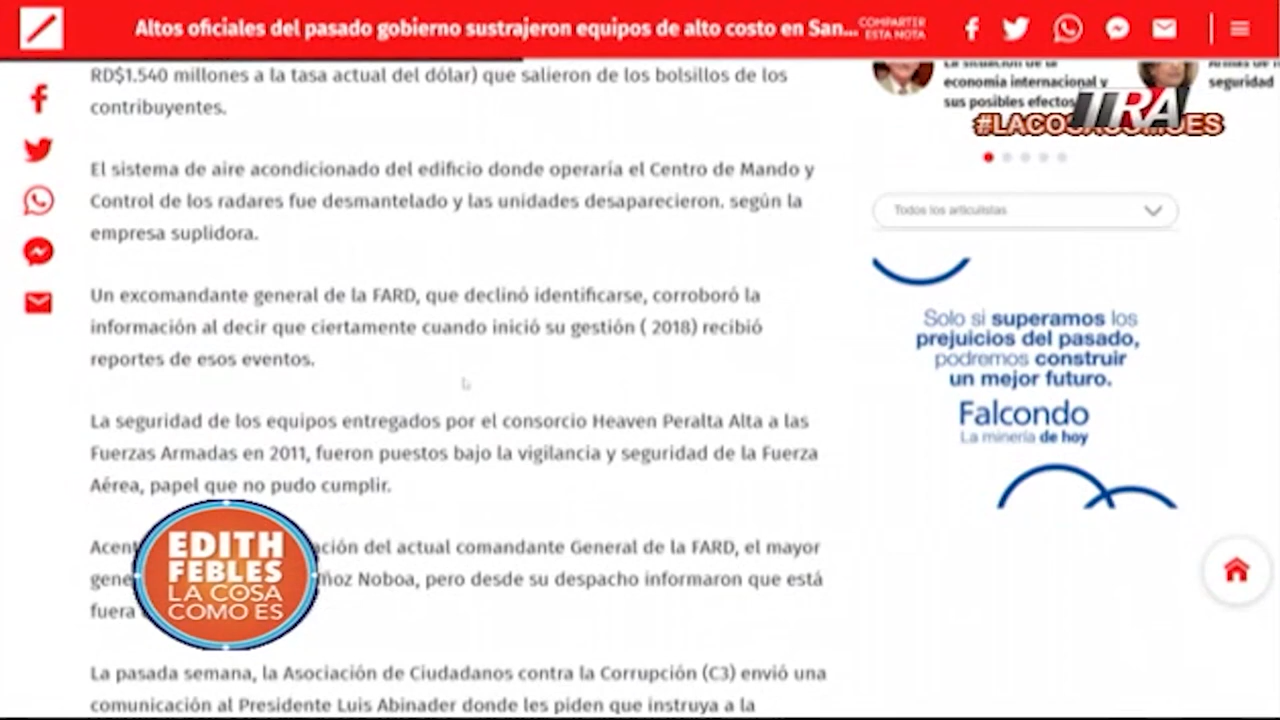 Altos oficiales del pasado gobierno sustrajeron equipos de alto costo en San...
COMPARTIR
ESTA NOTA
RD$1.540 millones a la tasa actual del dólar) que salieron de los bolsillos de los
contribuyentes.
El sistema de aire acondicionado del edificio donde operaría el Centro de Mando y
Control de los radares fue desmantelado y las unidades desaparecieron. según la
empresa suplidora.
Un excomandante general de la FARD, que declinó identificarse, corroboró la
información al decir que ciertamente cuando inició su gestión ( 2018) recibió
reportes de esos eventos.
La seguridad de los equipos entregados por el consorcio Heaven Peralta Alta a las
Fuerzas Armadas en 2011, fueron puestos bajo la vigilancia y seguridad de la Fuerza
Aérea, papel que no pudo cumplir.
ción del actual comandante General de la FARD, el mayor
Noboa, pero desde su despacho informaron que está
fuera
La pasada semana, la Asociación de Ciudadanos contra la Corrupción (C3) envió una
comunicación al Presidente Luis Abinader donde les piden que instruya a la
EDITH
FEBLES
LA COSA
COMO ES
La situación de la
economía internacional y
sus posibles efectos
seguridad
TRA
#LACOSACOMOES
Todos los articulistas
Solo si superamos los
prejuicios del pasado,
podremos construir
un mejor futuro.
Falcondo
La minería de hoy